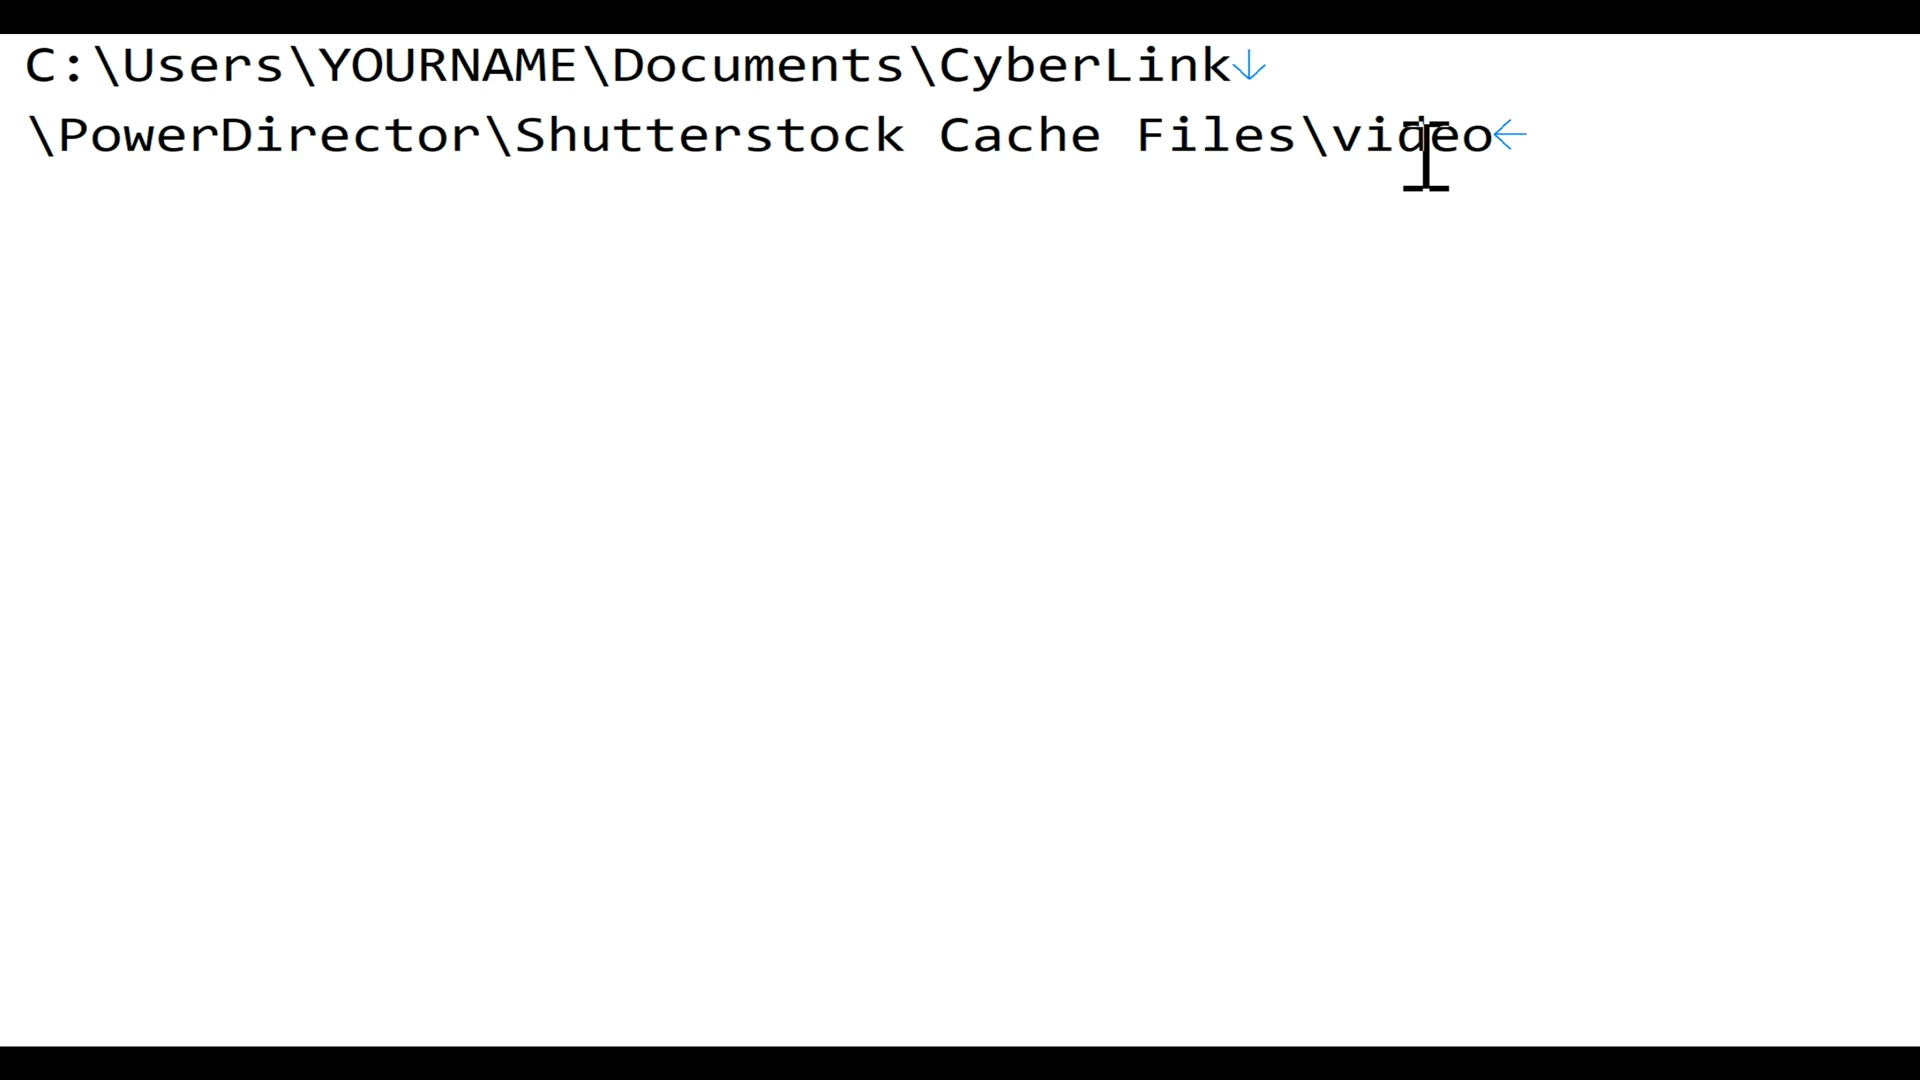 C:\Users\YOURNAME\Documents\CyberLink↓
\PowerDirector\Shutterstock Cache Files\video←